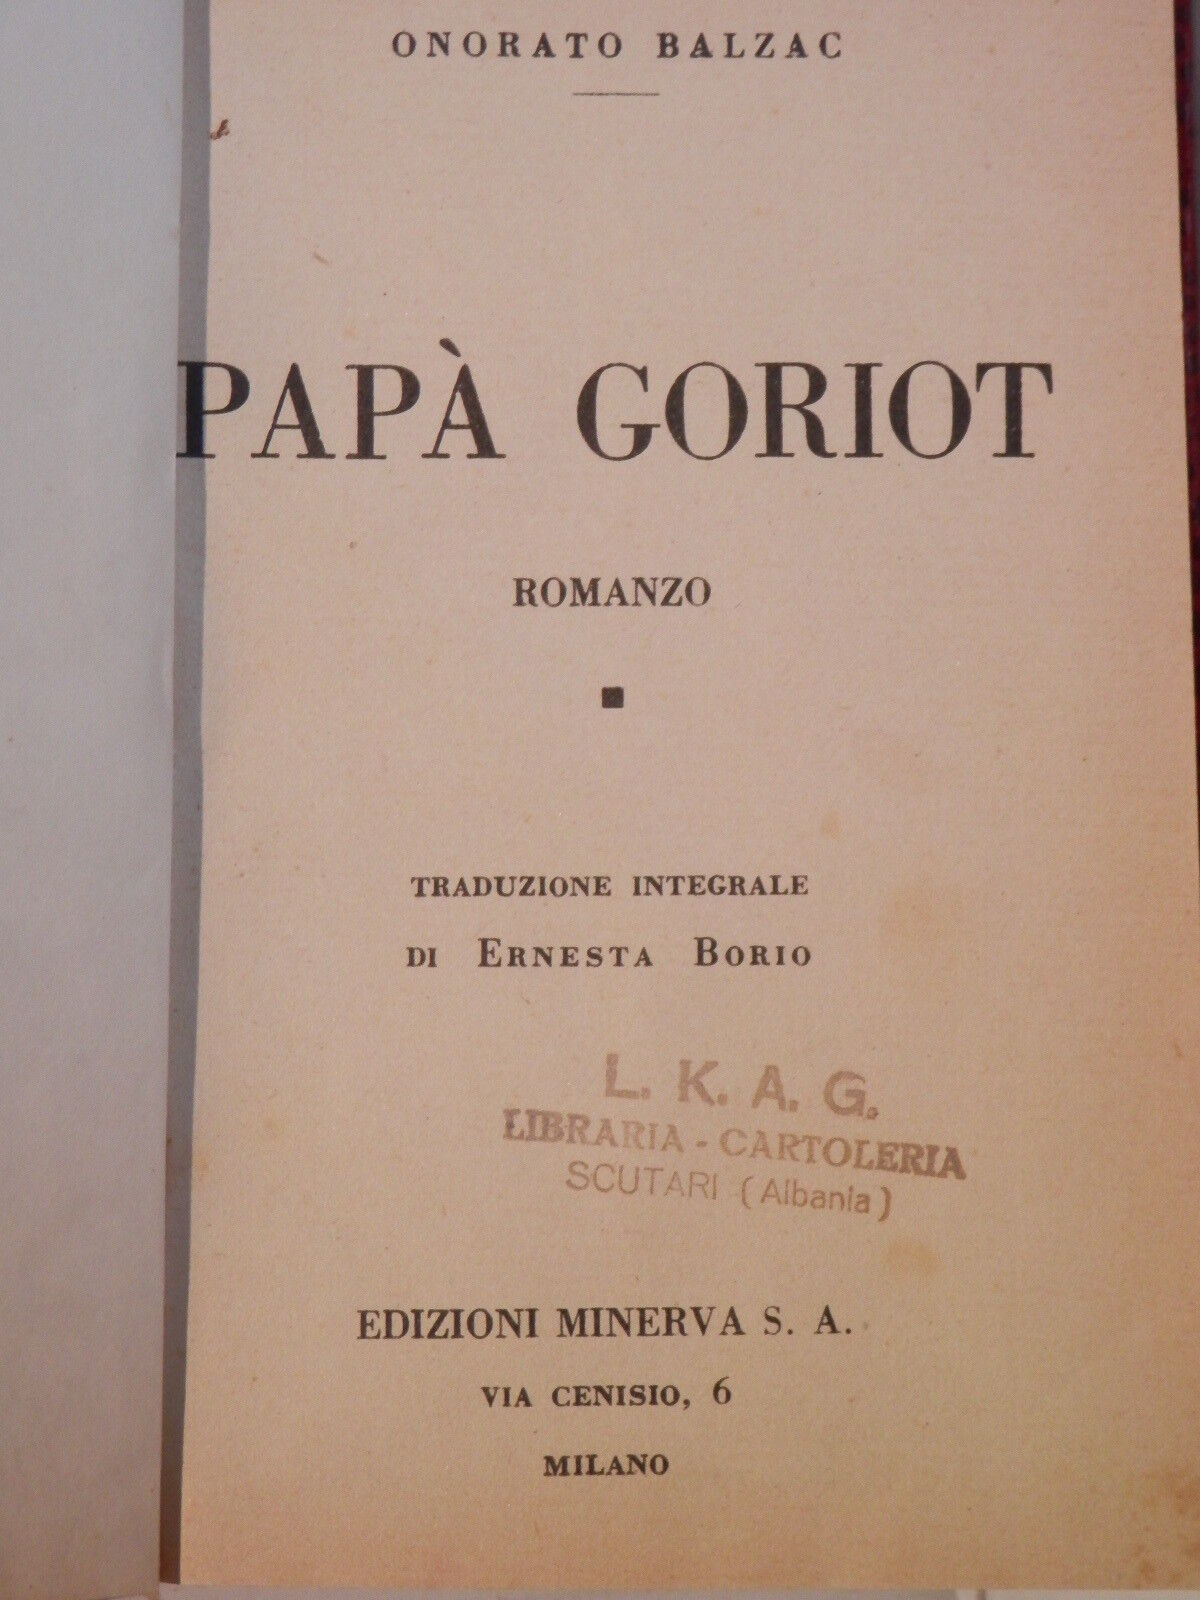 ONORATO BALZAC
PAPÀ GORIOT
ROMANZO
TRADUZIONE INTEGRALE
DI ERNESTA BORIO
L. K. A. G.
LIBRARIA - CARTOLERIA
SCUTARI (Albania)
EDIZIONI MINERVA S. A.
VIA CENISIO, 6
MILANO